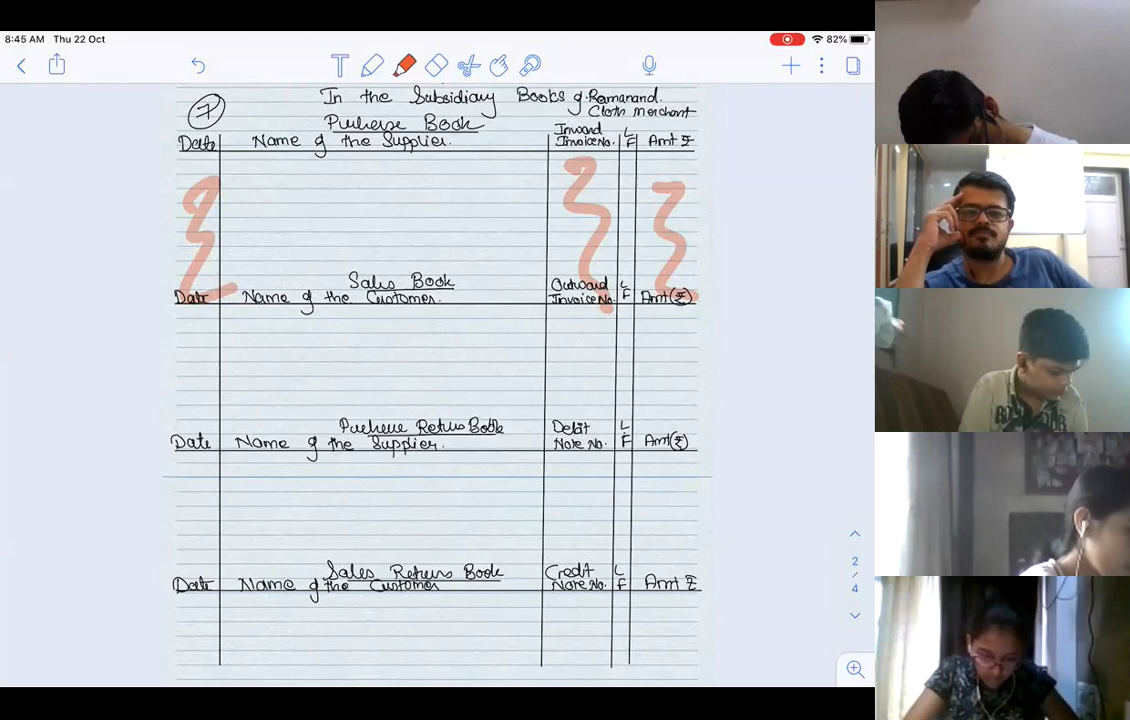 8:45 AM Thu 22 Oct
82%
T
7
In the Subsidiary Books of Ramanand
Cloth Merchant
Purchase Book
Date Name of the Supplier. Inward Invoice No. L F Amt ₹
Sales Book
Date Name of the Customer. Outward Invoice No. L F Amt (₹)
Purchase Return Book
Date Name of the Supplier. Debit Note No. L F Amt (₹)
Sales Return Book
Date Name of the Customer Credit Note No. L F Amt ₹
2
/
4